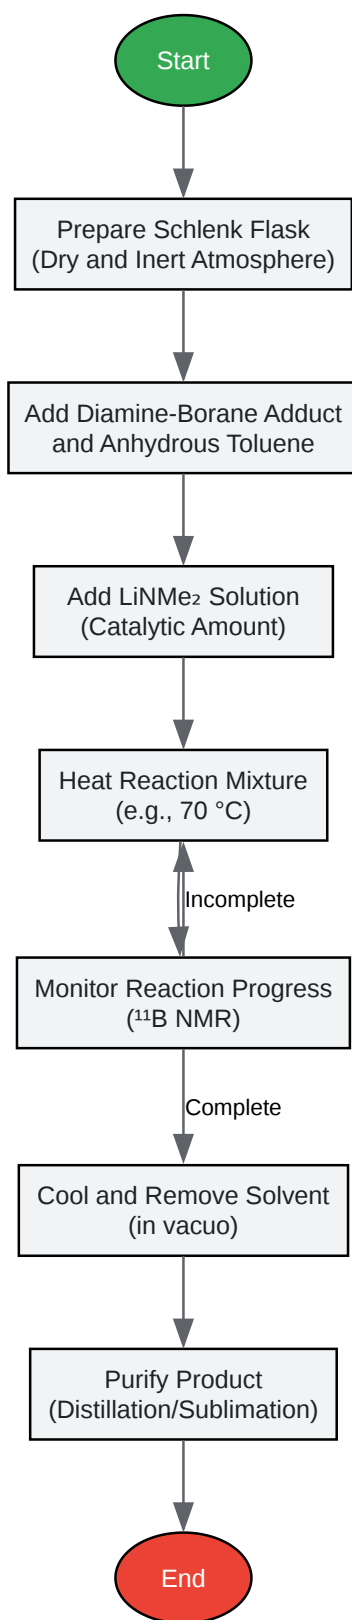 Start
Prepare Schlenk Flask
(Dry and Inert Atmosphere)
Add Diamine-Borane Adduct
and Anhydrous Toluene
Add LiNMe₂ Solution
(Catalytic Amount)
Heat Reaction Mixture
(e.g., 70 °C)
Incomplete
Monitor Reaction Progress
(¹¹B NMR)
Complete
Cool and Remove Solvent
(in vacuo)
Purify Product
(Distillation/Sublimation)
End